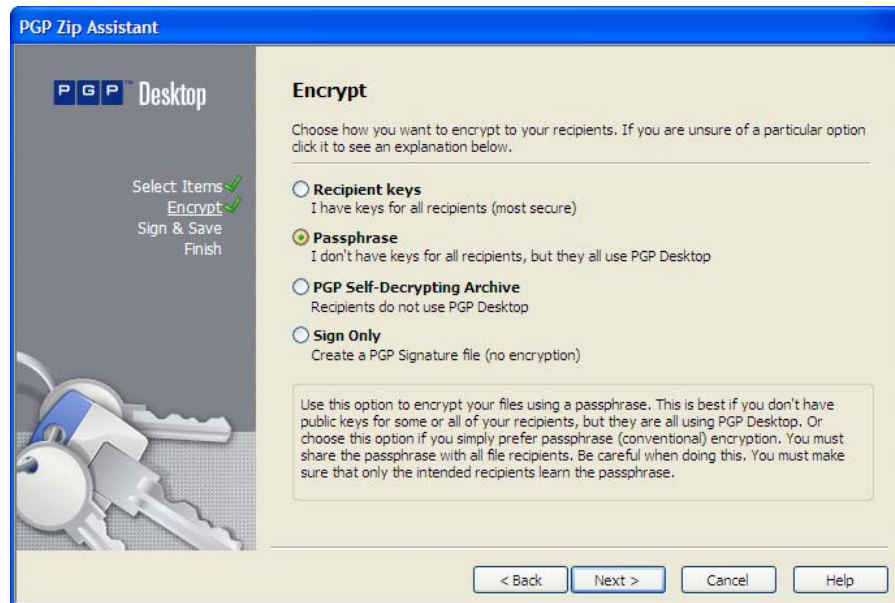 PGP Zip Assistant
PGP™ Desktop
Select Items
Encrypt
Sign & Save
Finish
Encrypt
Choose how you want to encrypt to your recipients. If you are unsure of a particular option
click it to see an explanation below.
Recipient keys
I have keys for all recipients (most secure)
Passphrase
I don't have keys for all recipients, but they all use PGP Desktop
PGP Self-Decrypting Archive
Recipients do not use PGP Desktop
Sign Only
Create a PGP Signature file (no encryption)
Use this option to encrypt your files using a passphrase. This is best if you don't have
public keys for some or all of your recipients, but they are all using PGP Desktop. Or
choose this option if you simply prefer passphrase (conventional) encryption. You must
share the passphrase with all file recipients. Be careful when doing this. You must make
sure that only the intended recipients learn the passphrase.
< Back
Next >
Cancel
Help